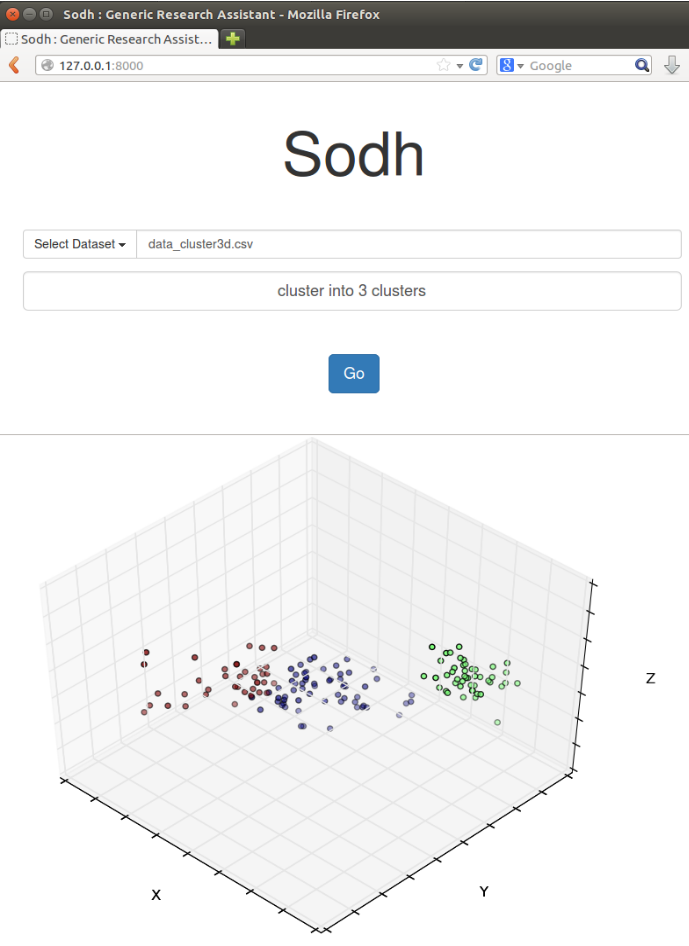 Sodh : Generic Research Assistant - Mozilla Firefox
Sodh : Generic Research Assist...
127.0.0.1:8000
Google
Sodh
Select Dataset
data_cluster3d.csv
cluster into 3 clusters
Go
Z
X
Y